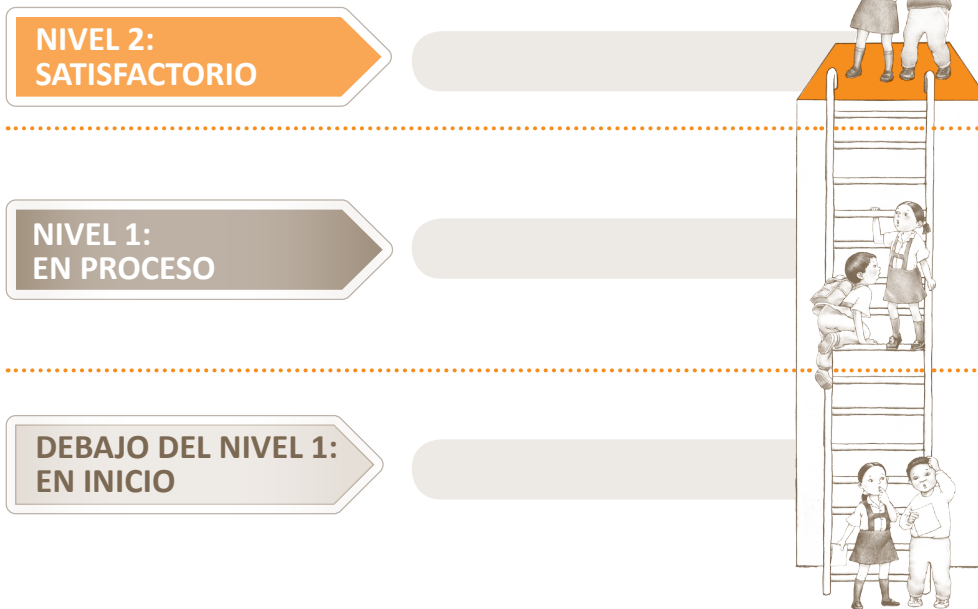 NIVEL 2:
SATISFACTORIO
NIVEL 1:
EN PROCESO
DEBAJO DEL NIVEL 1:
EN INICIO